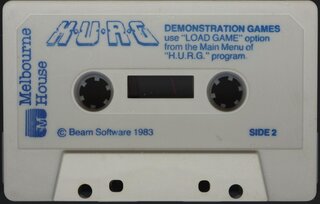 H.U.R.G
DEMONSTRATION GAMES
use "LOAD GAME" option
from the Main Menu of
"H.U.R.G." program.
Melbourne
House
© Beam Software 1983
SIDE 2